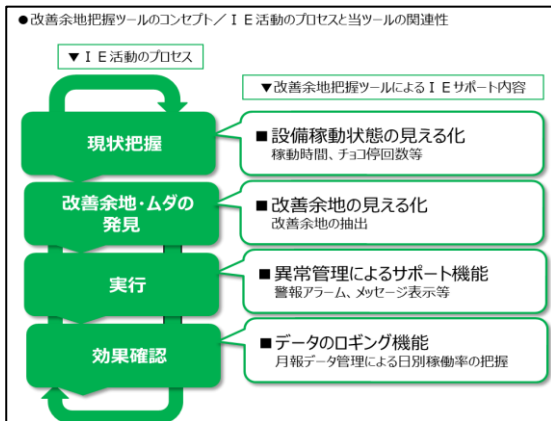 ●改善余地把握ツールのコンセプト／ＩＥ活動のプロセスと当ツールの関連性
▼ＩＥ活動のプロセス
▼改善余地把握ツールによるＩＥサポート内容
現状把握
■設備稼動状態の見える化
稼動時間、チョコ停回数等
改善余地・ムダの
発見
■改善余地の見える化
改善余地の抽出
実行
■異常管理によるサポート機能
警報アラーム、メッセージ表示等
効果確認
■データのロギング機能
月報データ管理による日別稼働率の把握